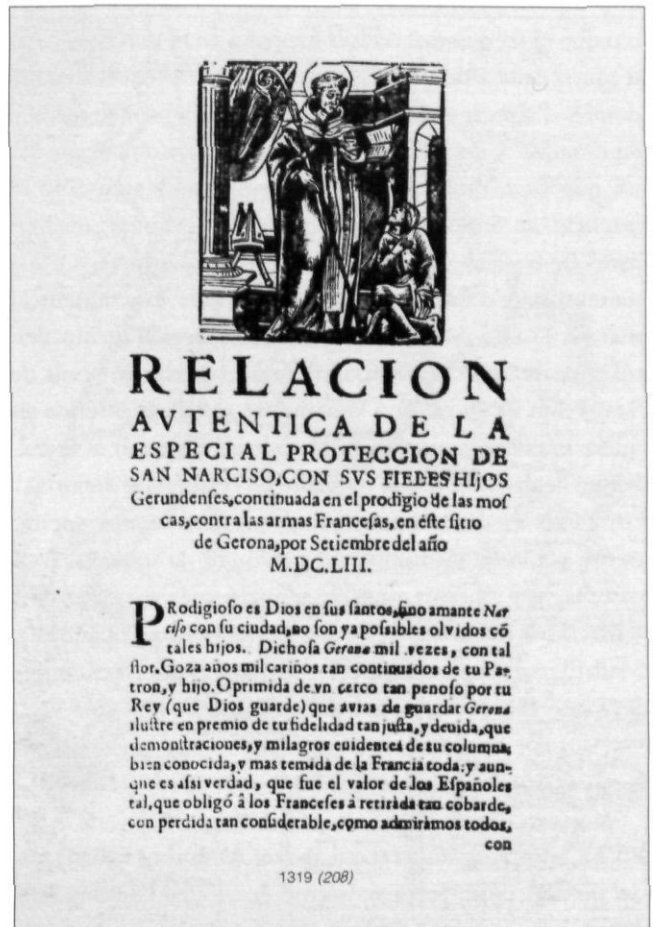 RELACION
AVTENTICA DE LA
ESPECIAL PROTECCION DE
SAN NARCISO, CON SVS FIELES HIJOS
Gerundenſes, continuada en el prodigio de las moſ
cas, contra las armas Franceſas, en eſte ſitio
de Gerona, por Setiembre del año
M.DC.LIII.
PRodigioſo es Dios en ſus ſantos, ſino amante Nar
ciſo con ſu ciudad, no ſon ya poſsibles olvidos cõ
tales hijos. Dichoſa Gerona mil vezes, con tal
flor. Goza años mil cariños tan continuados de tu Pa-
tron, y hijo. Oprimida de vn cerco tan penoſo por tu
Rey (que Dios guarde) que avias de guardar Gerona
iluſtre en premio de tu fidelidad tan juſta, y deuida, que
demonſtraciones, y milagros euidentes de tu columna
bien conocida, y mas temida de la Francia toda: y aun-
que es aſsi verdad, que fue el valor de los Eſpañoles
tal, que obligó â los Franceſes à retirada tan cobarde,
con perdida tan conſiderable, como admiramos todos,
con
1319 (208)